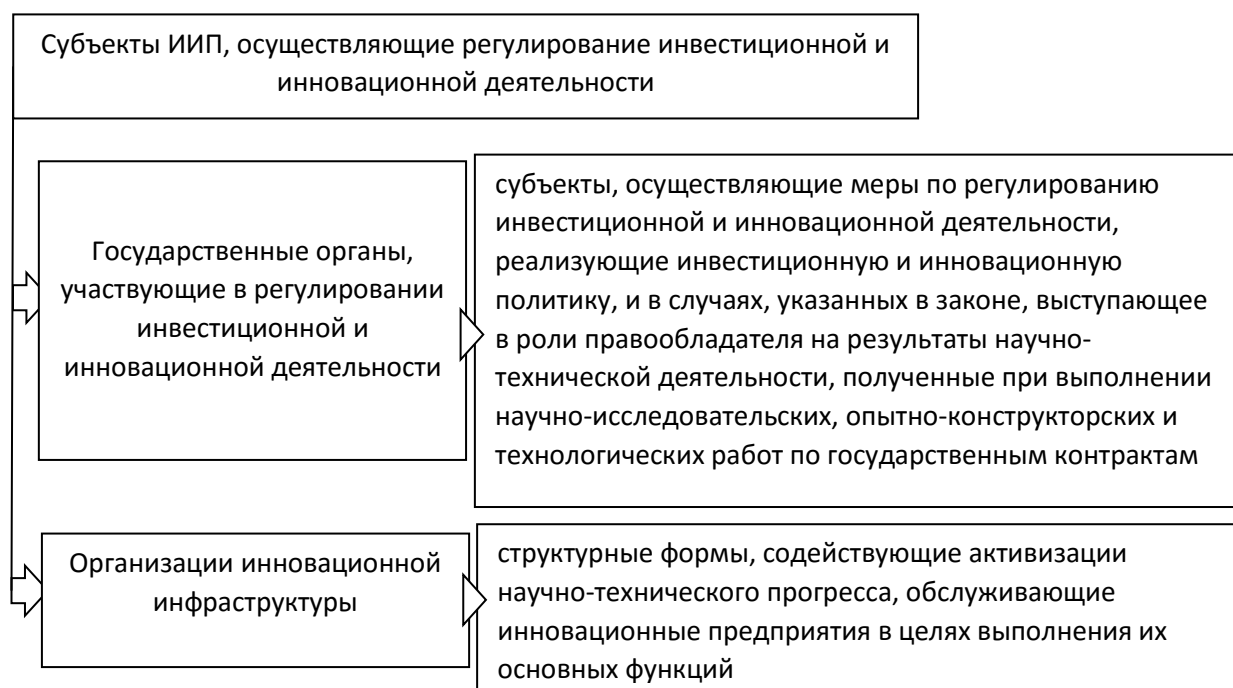 Субъекты ИИП, осуществляющие регулирование инвестиционной и
инновационной деятельности
Государственные органы,
участвующие в регулировании
инвестиционной и
инновационной деятельности
субъекты, осуществляющие меры по регулированию
инвестиционной и инновационной деятельности,
реализующие инвестиционную и инновационную
политику, и в случаях, указанных в законе, выступающее
в роли правообладателя на результаты научно-
технической деятельности, полученные при выполнении
научно-исследовательских, опытно-конструкторских и
технологических работ по государственным контрактам
Организации инновационной
инфраструктуры
структурные формы, содействующие активизации
научно-технического прогресса, обслуживающие
инновационные предприятия в целях выполнения их
основных функций